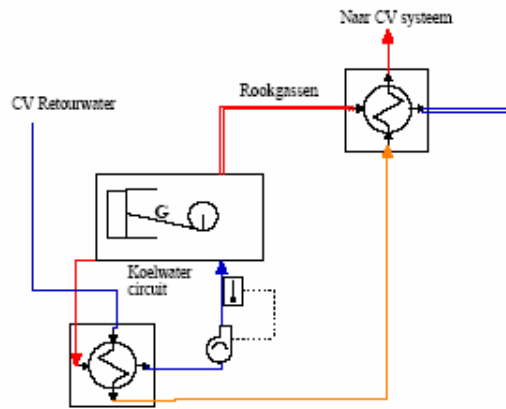 Naar CV systeem
Rookgassen
CV Retourwater
G
Koelwater
circuit